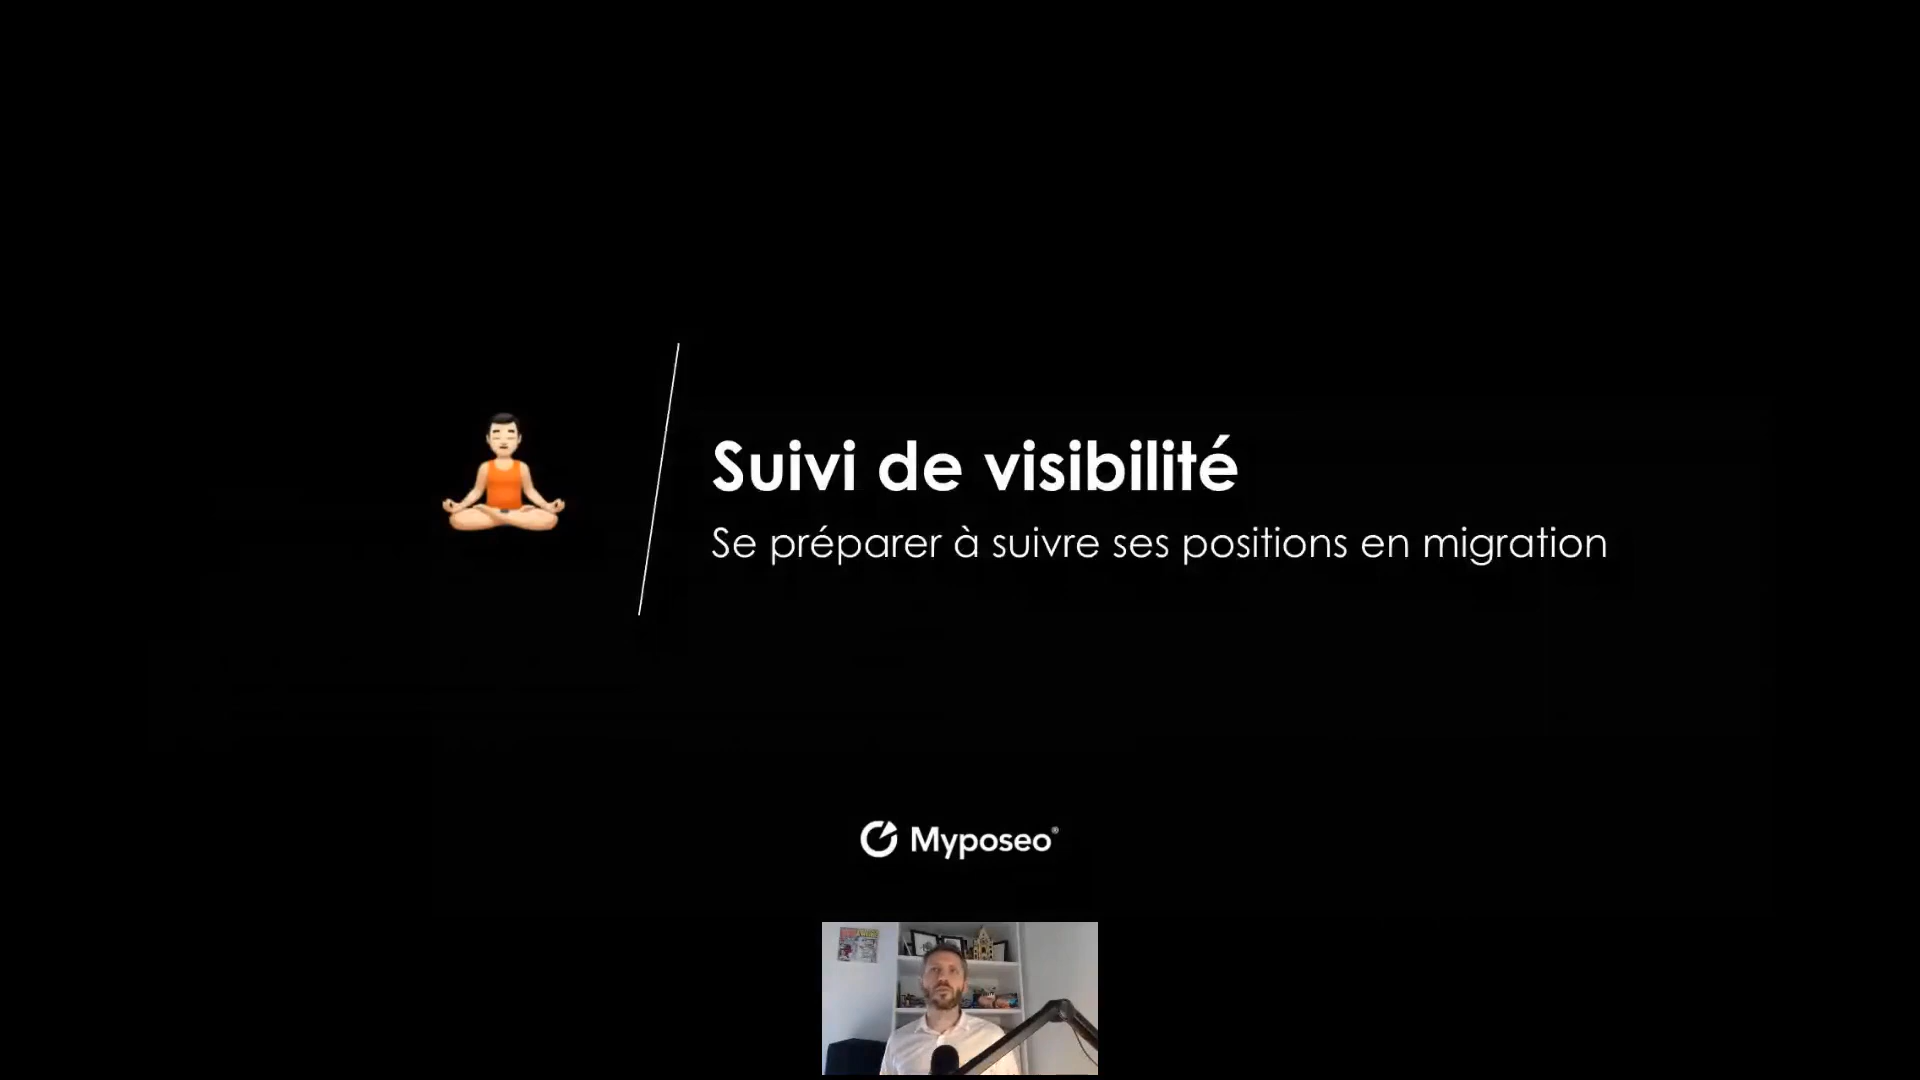 Suivi de visibilité
Se préparer à suivre ses positions en migration
Myposeo®